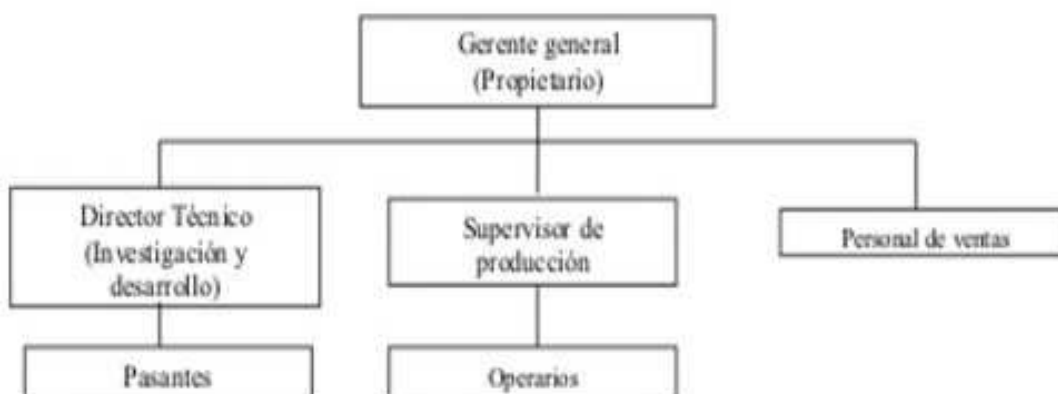 Gerente general
(Propietario)
Director Técnico
(Investigación y
desarrollo)
Supervisor de
producción
Personal de ventas
Pasantes
Operarios